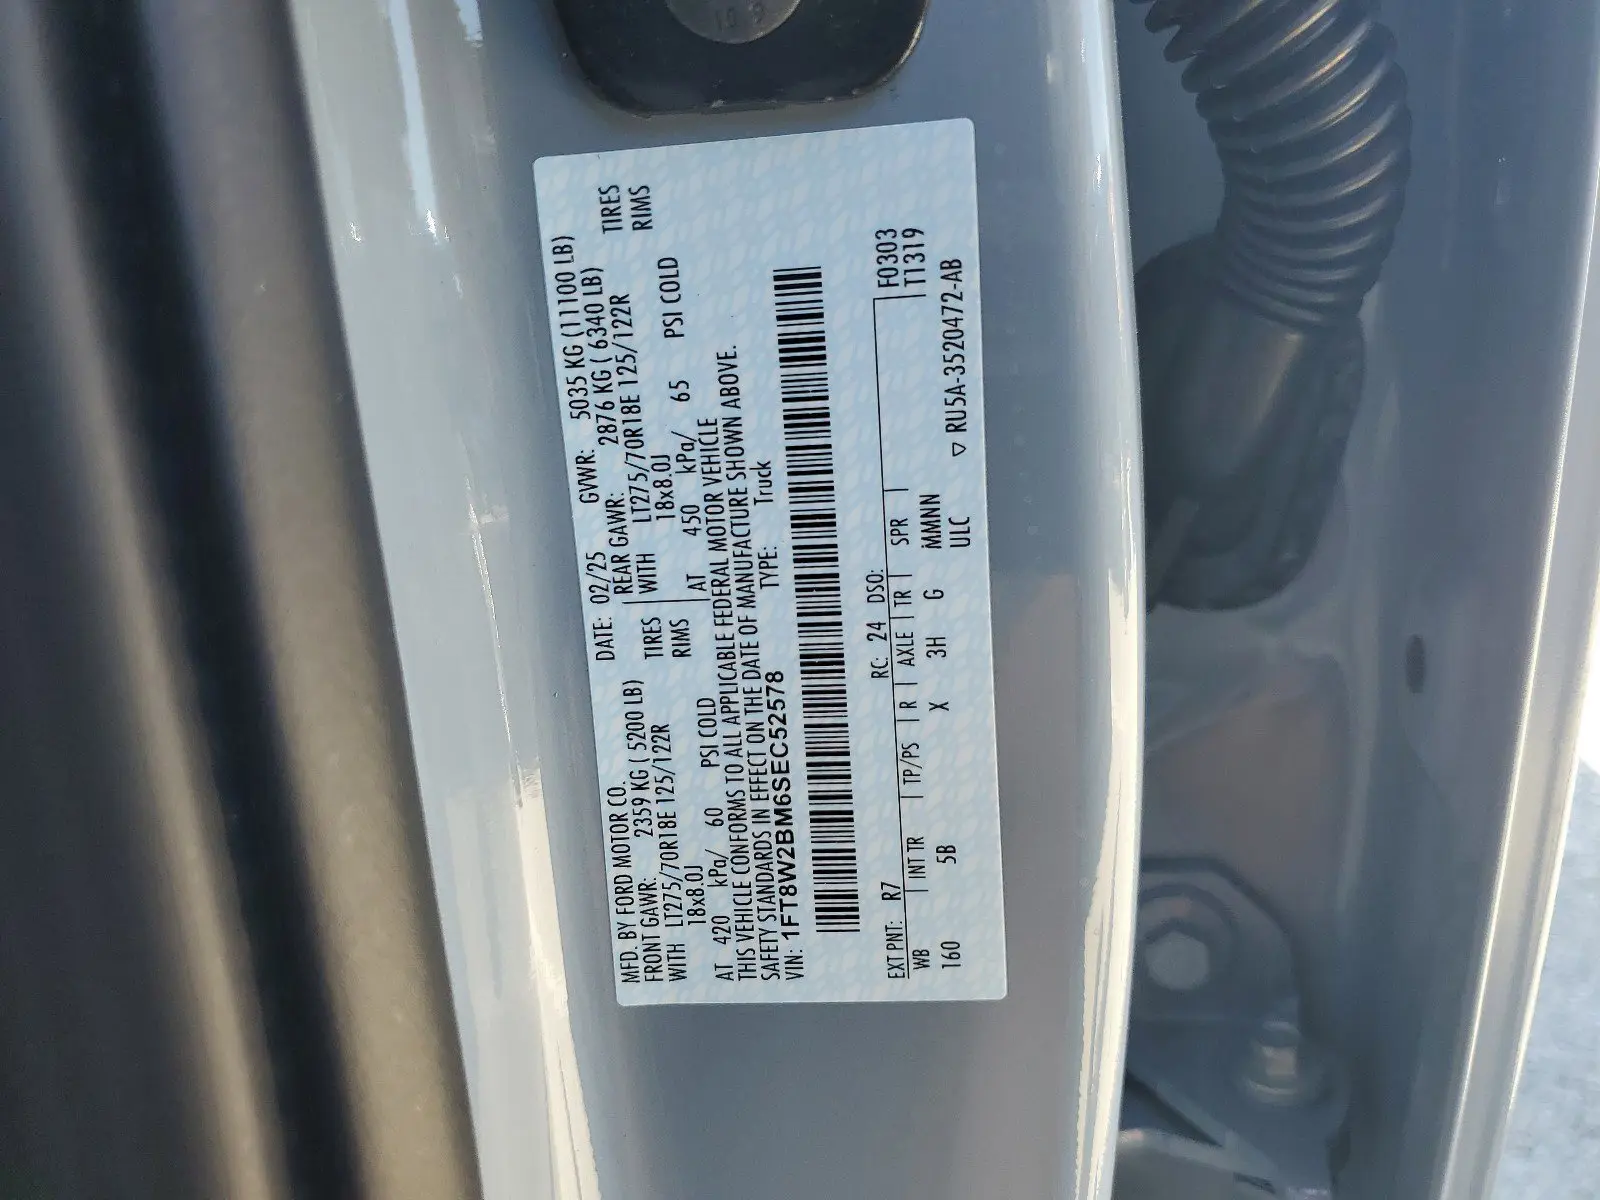 MFD. BY FORD MOTOR CO. DATE: 02/25 GVWR: 5035 KG (11100 LB)
FRONT GAWR: 2359 KG ( 5200 LB) REAR GAWR: 2876 KG ( 6340 LB)
WITH LT275/70R18E 125/122R TIRES WITH LT275/70R18E 125/122R TIRES
18x8.0J RIMS 18x8.0J RIMS
AT 420 kPa/ 60 PSI COLD AT 450 kPa/ 65 PSI COLD
THIS VEHICLE CONFORMS TO ALL APPLICABLE FEDERAL MOTOR VEHICLE
SAFETY STANDARDS IN EFFECT ON THE DATE OF MANUFACTURE SHOWN ABOVE.
VIN: 1FT8W2BM6SEC52578 TYPE: Truck
EXT PNT: R7 RC: 24 DSO: F0303
WB INT TR TP/PS R AXLE TR SPR T1319
160 5B X 3H G MMNN
ULC ▽ RU5A-3520472-AB